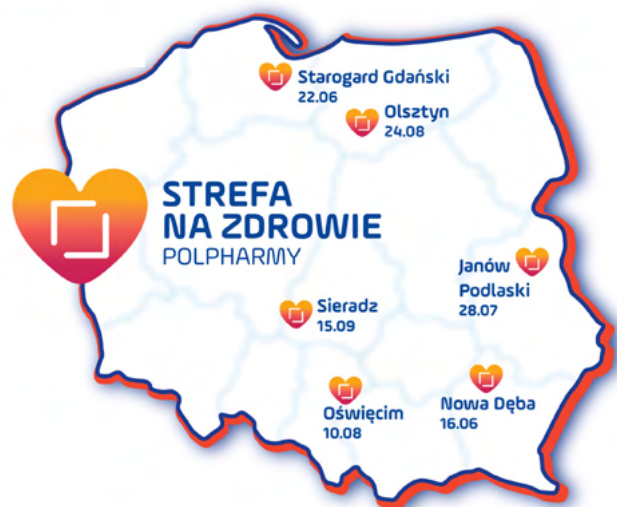 Starogard Gdański
22.06
Olsztyn
24.08
STREFA
NA ZDROWIE
POLPHARMY
Janów
Podlaski
28.07
Sieradz
15.09
Nowa Dęba
16.06
Oświęcim
10.08